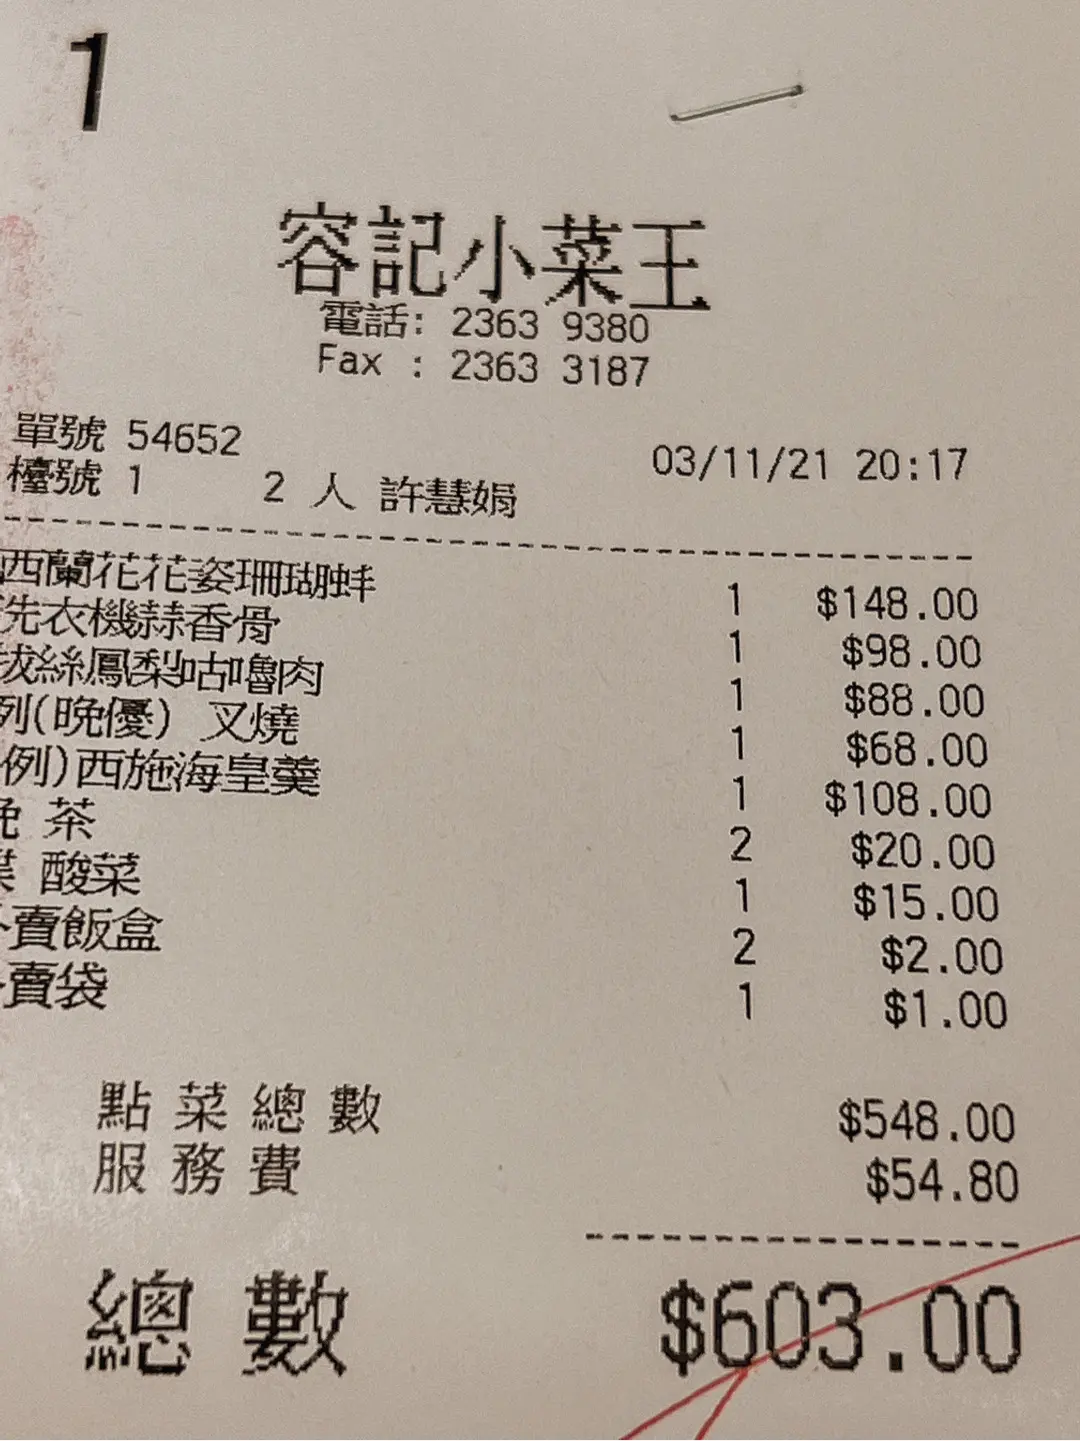 1
容記小菜王
電話: 2363 9380
Fax : 2363 3187
單號 54652
03/11/21 20:17
檯號 1 2 人 許慧娟
西蘭花花姿珊瑚蚌 1 $148.00
洗衣機蒜香骨 1 $98.00
拔絲鳳梨咕嚕肉 1 $88.00
例(晚優) 叉燒 1 $68.00
例)西施海皇羹 1 $108.00
晚 茶 2 $20.00
酸菜 1 $15.00
外賣飯盒 2 $2.00
外賣袋 1 $1.00
點菜總數 $548.00
服務費 $54.80
總數 $603.00